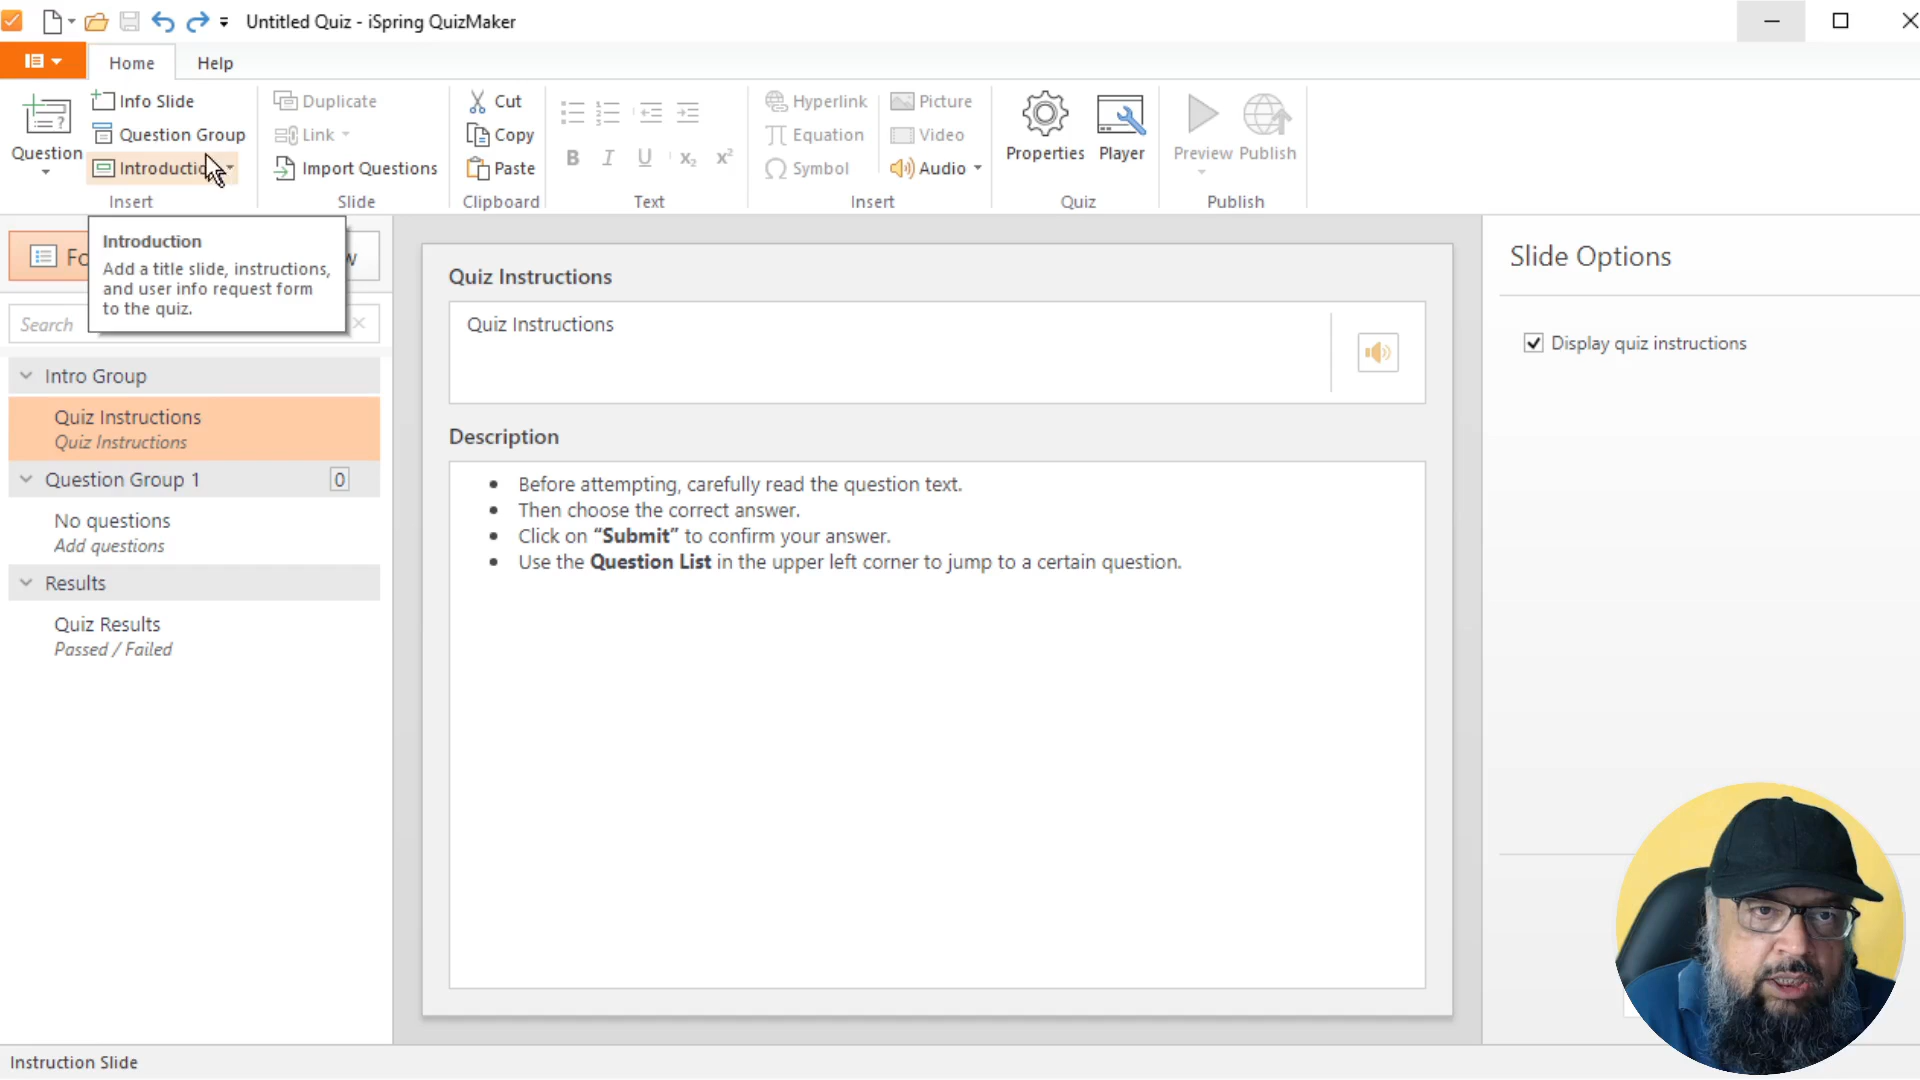 Untitled Quiz - iSpring QuizMaker
Home
Help
Question
Info Slide
Question Group
Insert
Duplicate
Link
Import Questions
Slide
Cut
Copy
Paste
Clipboard
B I U x₂ x²
Text
Hyperlink
Equation
Symbol
Picture
Video
Audio
Insert
Properties
Player
Quiz
Preview
Publish
Publish
Introduction
Add a title slide, instructions,
and user info request form
to the quiz.
Search
Intro Group
Quiz Instructions
Quiz Instructions
Question Group 1
0
No questions
Add questions
Results
Quiz Results
Passed / Failed
Quiz Instructions
Quiz Instructions
Description
• Before attempting, carefully read the question text.
• Then choose the correct answer.
• Click on “Submit” to confirm your answer.
• Use the Question List in the upper left corner to jump to a certain question.
Slide Options
Display quiz instructions
Instruction Slide